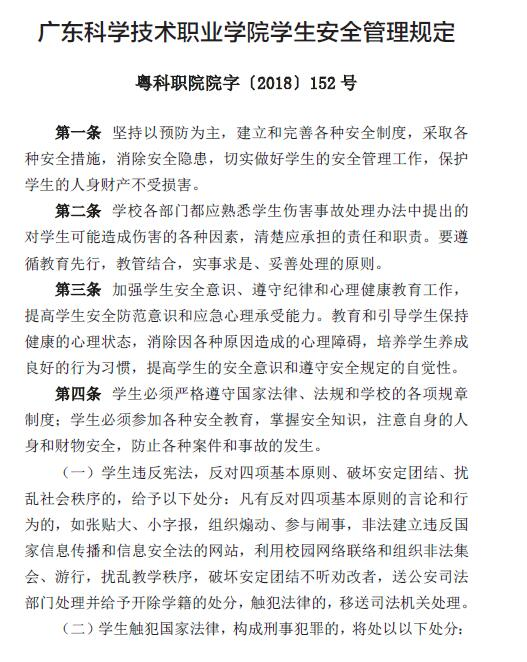 广东科学技术职业学院学生安全管理规定
粤科职院院字〔2018〕152 号
第一条 坚持以预防为主，建立和完善各种安全制度，采取各
种安全措施，消除安全隐患，切实做好学生的安全管理工作，保护
学生的人身财产不受损害。
第二条 学校各部门都应熟悉学生伤害事故处理办法中提出的
对学生可能造成伤害的各种因素，清楚应承担的责任和职责。要遵
循教育先行，教管结合，实事求是、妥善处理的原则。
第三条 加强学生安全意识、遵守纪律和心理健康教育工作，
提高学生安全防范意识和应急心理承受能力。教育和引导学生保持
健康的心理状态，消除因各种原因造成的心理障碍，培养学生养成
良好的行为习惯，提高学生的安全意识和遵守安全规定的自觉性。
第四条 学生必须严格遵守国家法律、法规和学校的各项规章
制度；学生必须参加各种安全教育，掌握安全知识，注意自身的人
身和财物安全，防止各种案件和事故的发生。
（一）学生违反宪法，反对四项基本原则、破坏安定团结、扰
乱社会秩序的，给予以下处分：凡有反对四项基本原则的言论和行
为的，如张贴大、小字报，组织煽动、参与闹事，非法建立违反国
家信息传播和信息安全法的网站，利用校园网络联络和组织非法集
会、游行，扰乱教学秩序，破坏安定团结不听劝改者，送公安司法
部门处理并给予开除学籍的处分，触犯法律的，移送司法机关处理。
（二）学生触犯国家法律，构成刑事犯罪的，将处以以下处分：